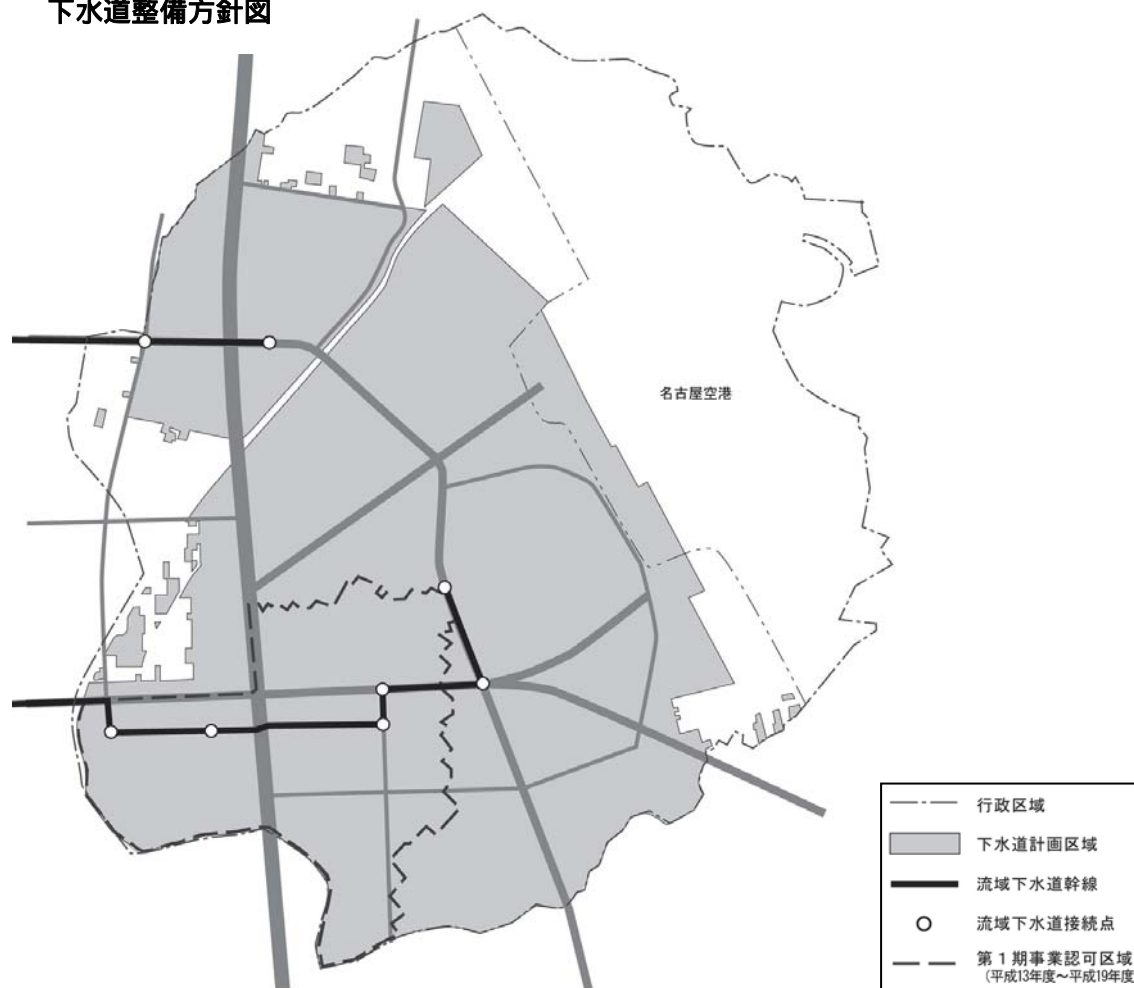 下水道整備方針図
名古屋空港
行政区域
下水道計画区域
流域下水道幹線
流域下水道接続点
第1期事業認可区域
(平成13年度〜平成19年度